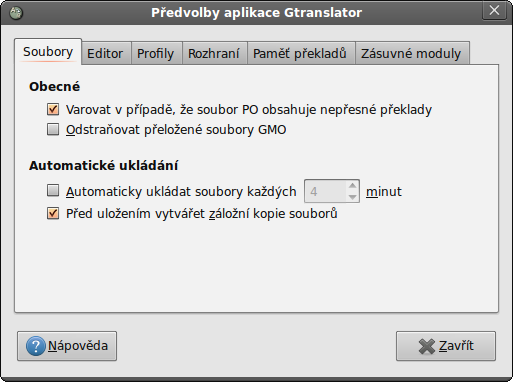 Předvolby aplikace Gtranslator
Soubory Editor Profily Rozhraní Paměť překladů Zásuvné moduly
Obecné
Varovat v případě, že soubor PO obsahuje nepřesné překlady
Odstraňovat přeložené soubory GMO
Automatické ukládání
Automaticky ukládat soubory každých 4 minut
Před uložením vytvářet záložní kopie souborů
Nápověda Zavřít